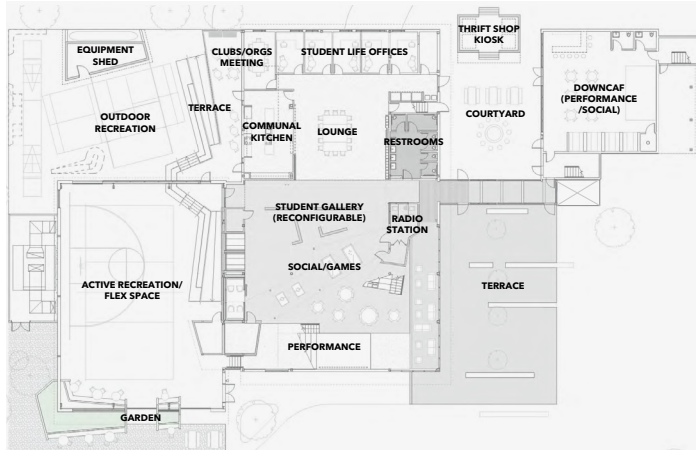 EQUIPMENT
SHED
CLUBS/ORGS
MEETING
STUDENT LIFE OFFICES
THRIFT SHOP
KIOSK
OUTDOOR
RECREATION
TERRACE
COMMUNAL
KITCHEN
LOUNGE
RESTROOMS
COURTYARD
DOWNCAF
(PERFORMANCE
/SOCIAL)
STUDENT GALLERY
(RECONFIGURABLE)
RADIO
STATION
ACTIVE RECREATION/
FLEX SPACE
SOCIAL/GAMES
TERRACE
PERFORMANCE
GARDEN